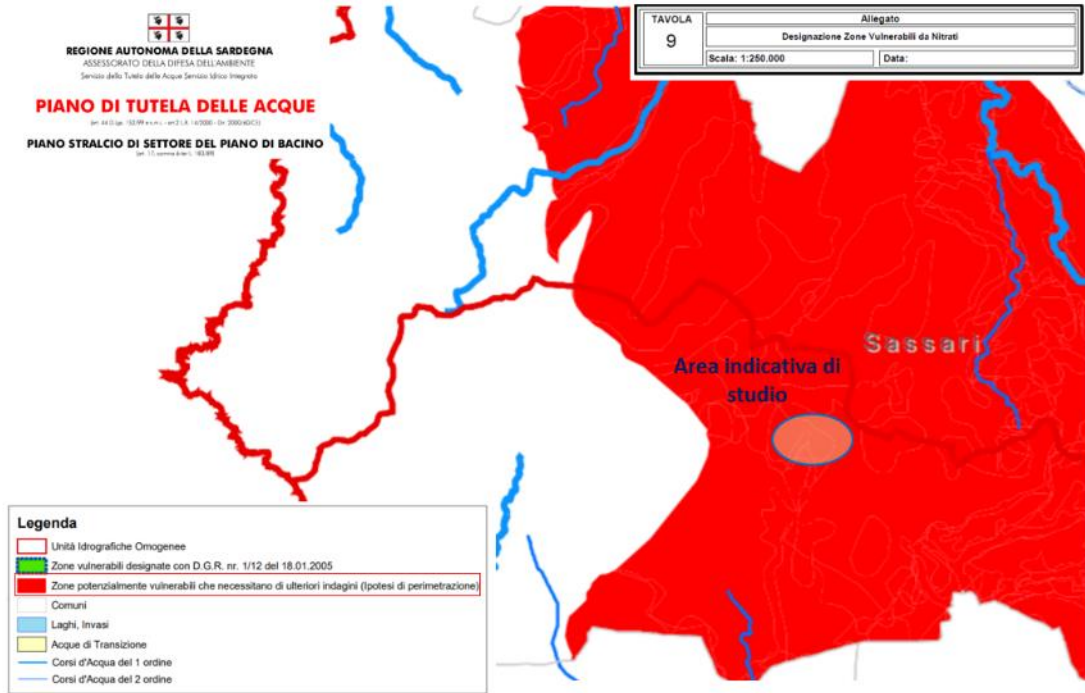 REGIONE AUTONOMA DELLA SARDEGNA
ASSESSORATO DELLA DIFESA DELL'AMBIENTE
Servizio della Tutela delle Acque Servizio Idrico Integrato
PIANO DI TUTELA DELLE ACQUE
PIANO STRALCIO DI SETTORE DEL PIANO DI BACINO
TAVOLA
9
Allegato
Designazione Zone Vulnerabili da Nitrati
Scala: 1:250.000
Data:
Sassari
Area indicativa di
studio
Legenda
Unità Idrografiche Omogenee
Zone vulnerabili designate con D.G.R. nr. 1/12 del 18.01.2005
Zone potenzialmente vulnerabili che necessitano di ulteriori indagini (Ipotesi di perimetrazione)
Comuni
Laghi, Invasi
Acque di Transizione
Corsi d'Acqua del 1 ordine
Corsi d'Acqua del 2 ordine